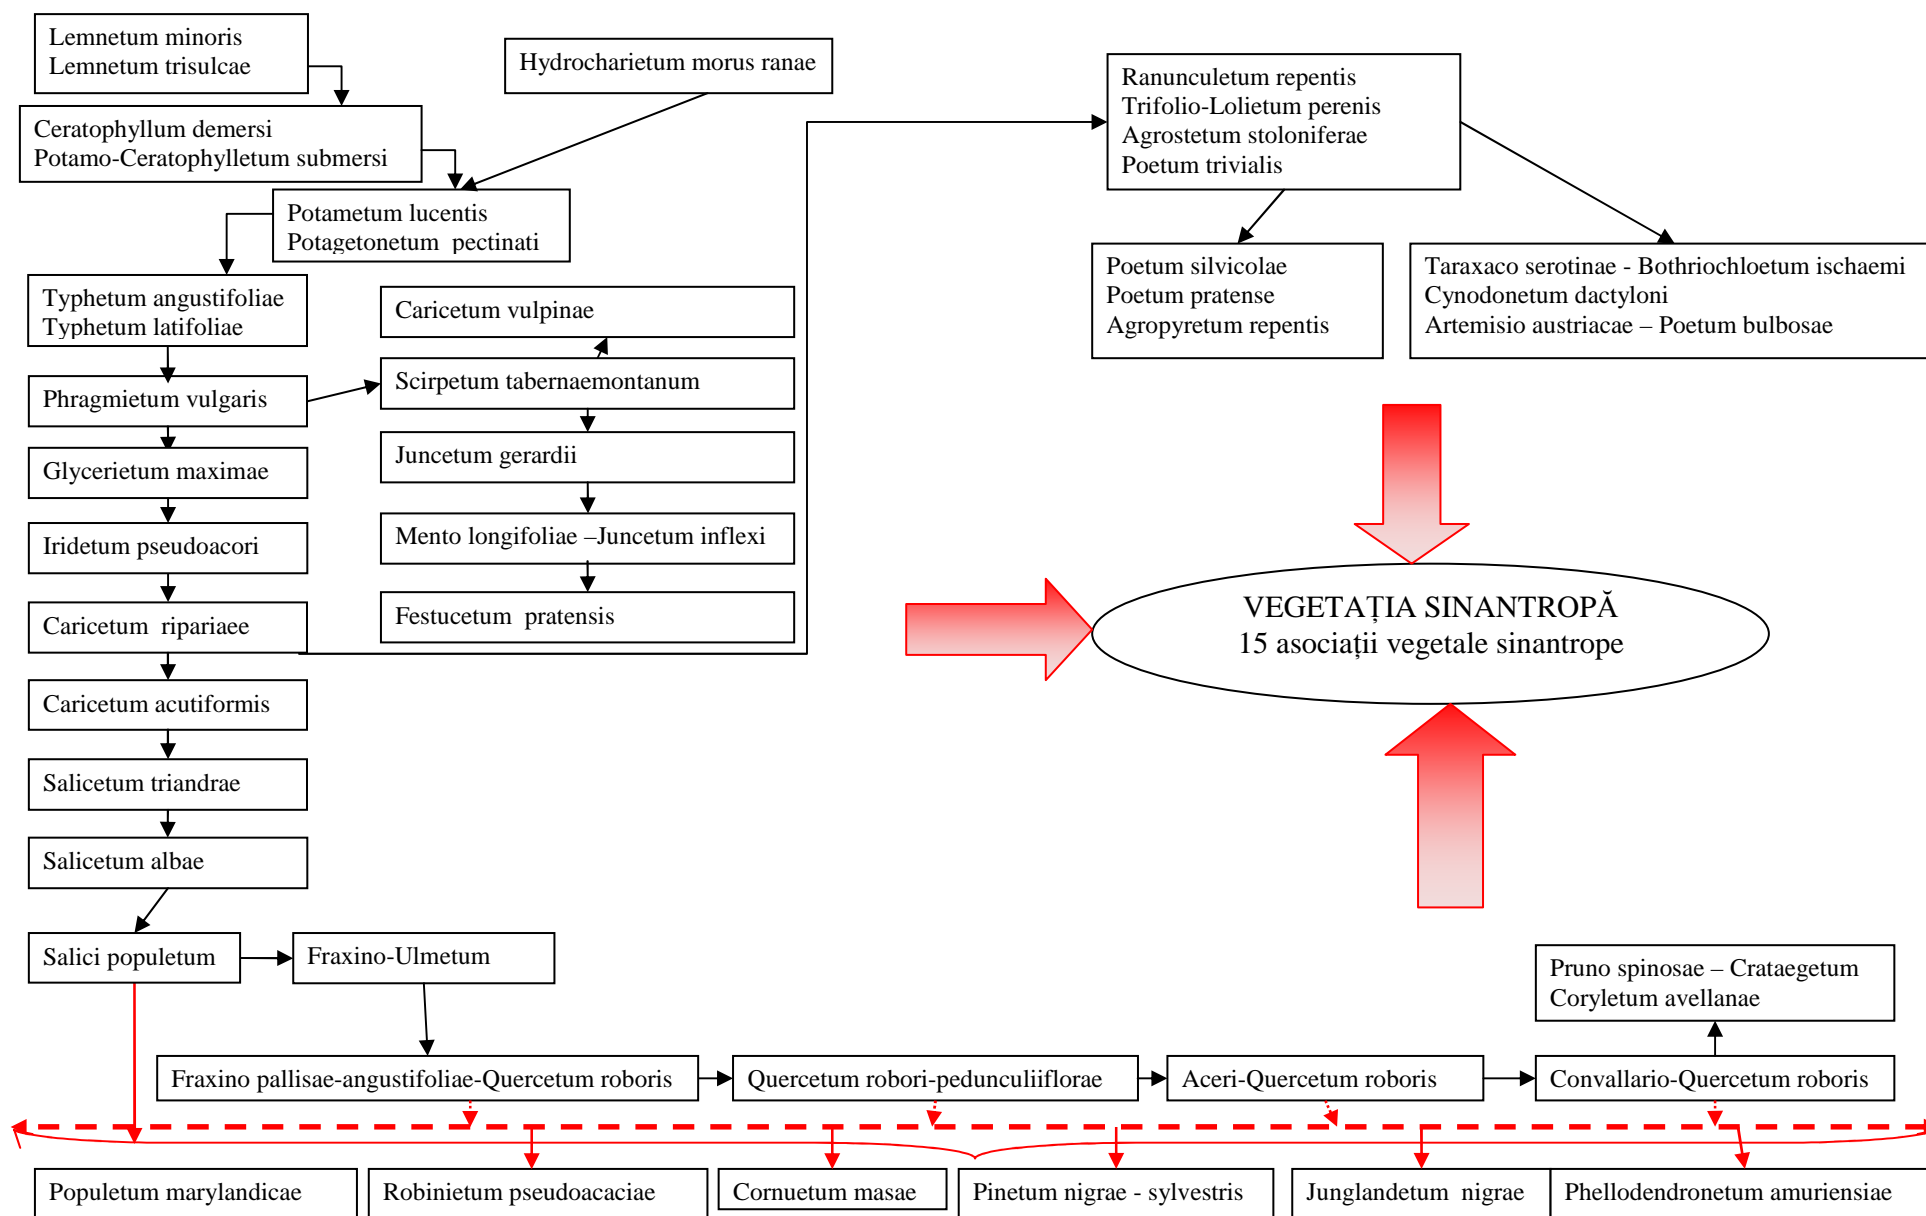 Lemnetum minoris
Lemnetum trisulcae
Hydrocharietum morus ranae
Ceratophyllum demersi
Potamo-Ceratophylletum submersi
Potametum lucentis
Potagetonetum pectinati
Typhetum angustifoliae
Typhetum latifoliae
Phragmietum vulgaris
Glycerietum maximae
Iridetum pseudoacori
Caricetum ripariaee
Caricetum acutiformis
Salicetum triandrae
Salicetum albae
Salici populetum
Caricetum vulpinae
Scirpetum tabernaemontanum
Juncetum gerardii
Mento longifoliae –Juncetum inflexi
Festucetum pratensis
Ranunculetum repentis
Trifolio-Lolietum perenis
Agrostetum stoloniferae
Poetum trivialis
Poetum silvicolae
Poetum pratense
Agropyretum repentis
Taraxaco serotinae - Bothriochloetum ischaemi
Cynodonetum dactyloni
Artemisio austriacae – Poetum bulbosae
VEGETAȚIA SINANTROPĂ
15 asociații vegetale sinantrope
Fraxino-Ulmetum
Pruno spinosae – Crataegetum
Coryletum avellanae
Fraxino pallisae-angustifoliae-Quercetum roboris
Quercetum robori-pedunculiiflorae
Aceri-Quercetum roboris
Convallario-Quercetum roboris
Populetum marylandicae
Robinietum pseudoacaciae
Cornuetum masae
Pinetum nigrae - sylvestris
Junglandetum nigrae
Phellodendronetum amuriensiae